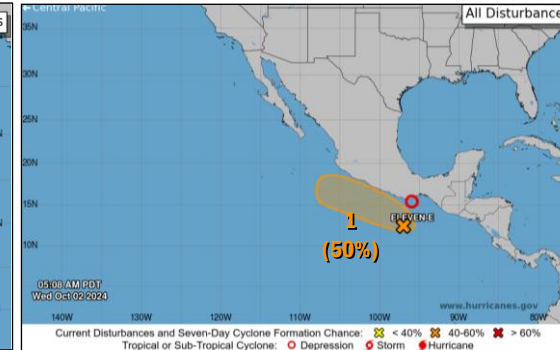 s
← Central Pacific
All Disturbance
35N
30N
25N
20N
15N
10N
ELEVEN-E
1
(50%)
05:08 AM PDT
Wed Oct 02 2024
www.hurricanes.gov
140W 130W 120W 110W 100W 90W 80W
Current Disturbances and Seven-Day Cyclone Formation Chance: < 40% 40-60% > 60%
Tropical or Sub-Tropical Cyclone: Depression Storm Hurricane